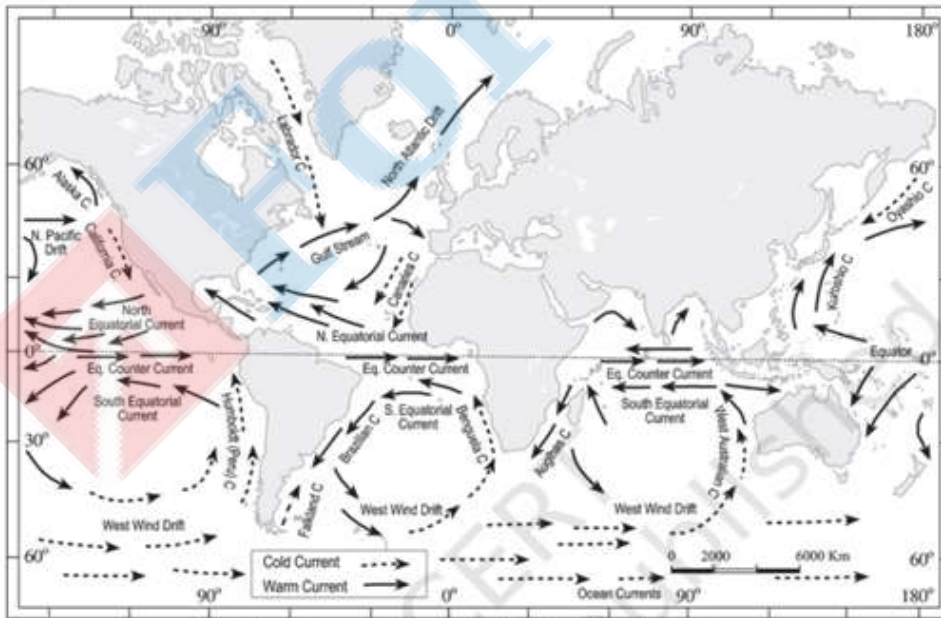 90°
0°
90°
180°
60°
60°
Labrador C
North Atlantic Drift
Alaska C
Oyashio C
N. Pacific
Drift
California C
Gulf Stream
Canaries C
Kuroshio C
North
Equatorial Current
N. Equatorial Current
0°
Equator
0°
Eq. Counter Current
Eq. Counter Current
Eq. Counter Current
South Equatorial
Current
S. Equatorial
Current
South Equatorial
Current
Humboldt (Peru) C
Brazilian C
Benguela C
West Australian C
30°
30°
Falkland C
West Wind Drift
West Wind Drift
West Wind Drift
60°
60°
Cold Current
Warm Current
0 2000 6000 Km
Ocean Currents
90°
0°
90°
180°